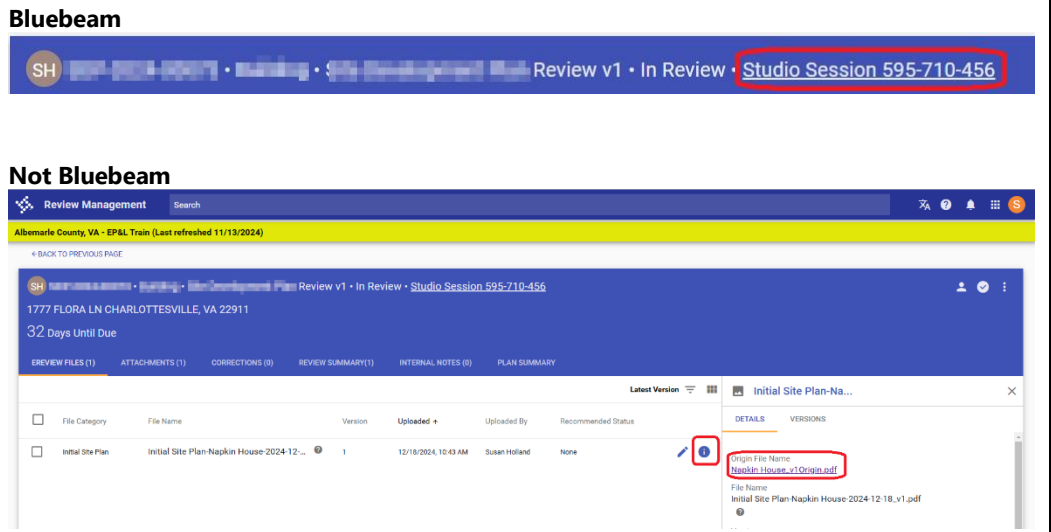 Bluebeam
SH Review v1 • In Review • Studio Session 595-710-456
Not Bluebeam
Review Management Search S
Albemarle County, VA - EP&L Train (Last refreshed 11/13/2024)
←BACK TO PREVIOUS PAGE
SH Review v1 • In Review • Studio Session 595-710-456
1777 FLORA LN CHARLOTTESVILLE, VA 22911
32 Days Until Due
EREVIEW FILES (1) ATTACHMENTS (1) CORRECTIONS (0) REVIEW SUMMARY(1) INTERNAL NOTES (0) PLAN SUMMARY
Latest Version
Initial Site Plan-Na...
DETAILS VERSIONS
File Category File Name Version Uploaded Uploaded By Recommended Status
Initial Site Plan Initial Site Plan-Napkin House-2024-12-... 1 12/18/2024, 10:43 AM Susan Holland None
Origin File Name
Napkin House_v1Origin.pdf
File Name
Initial Site Plan-Napkin House-2024-12-18_v1.pdf